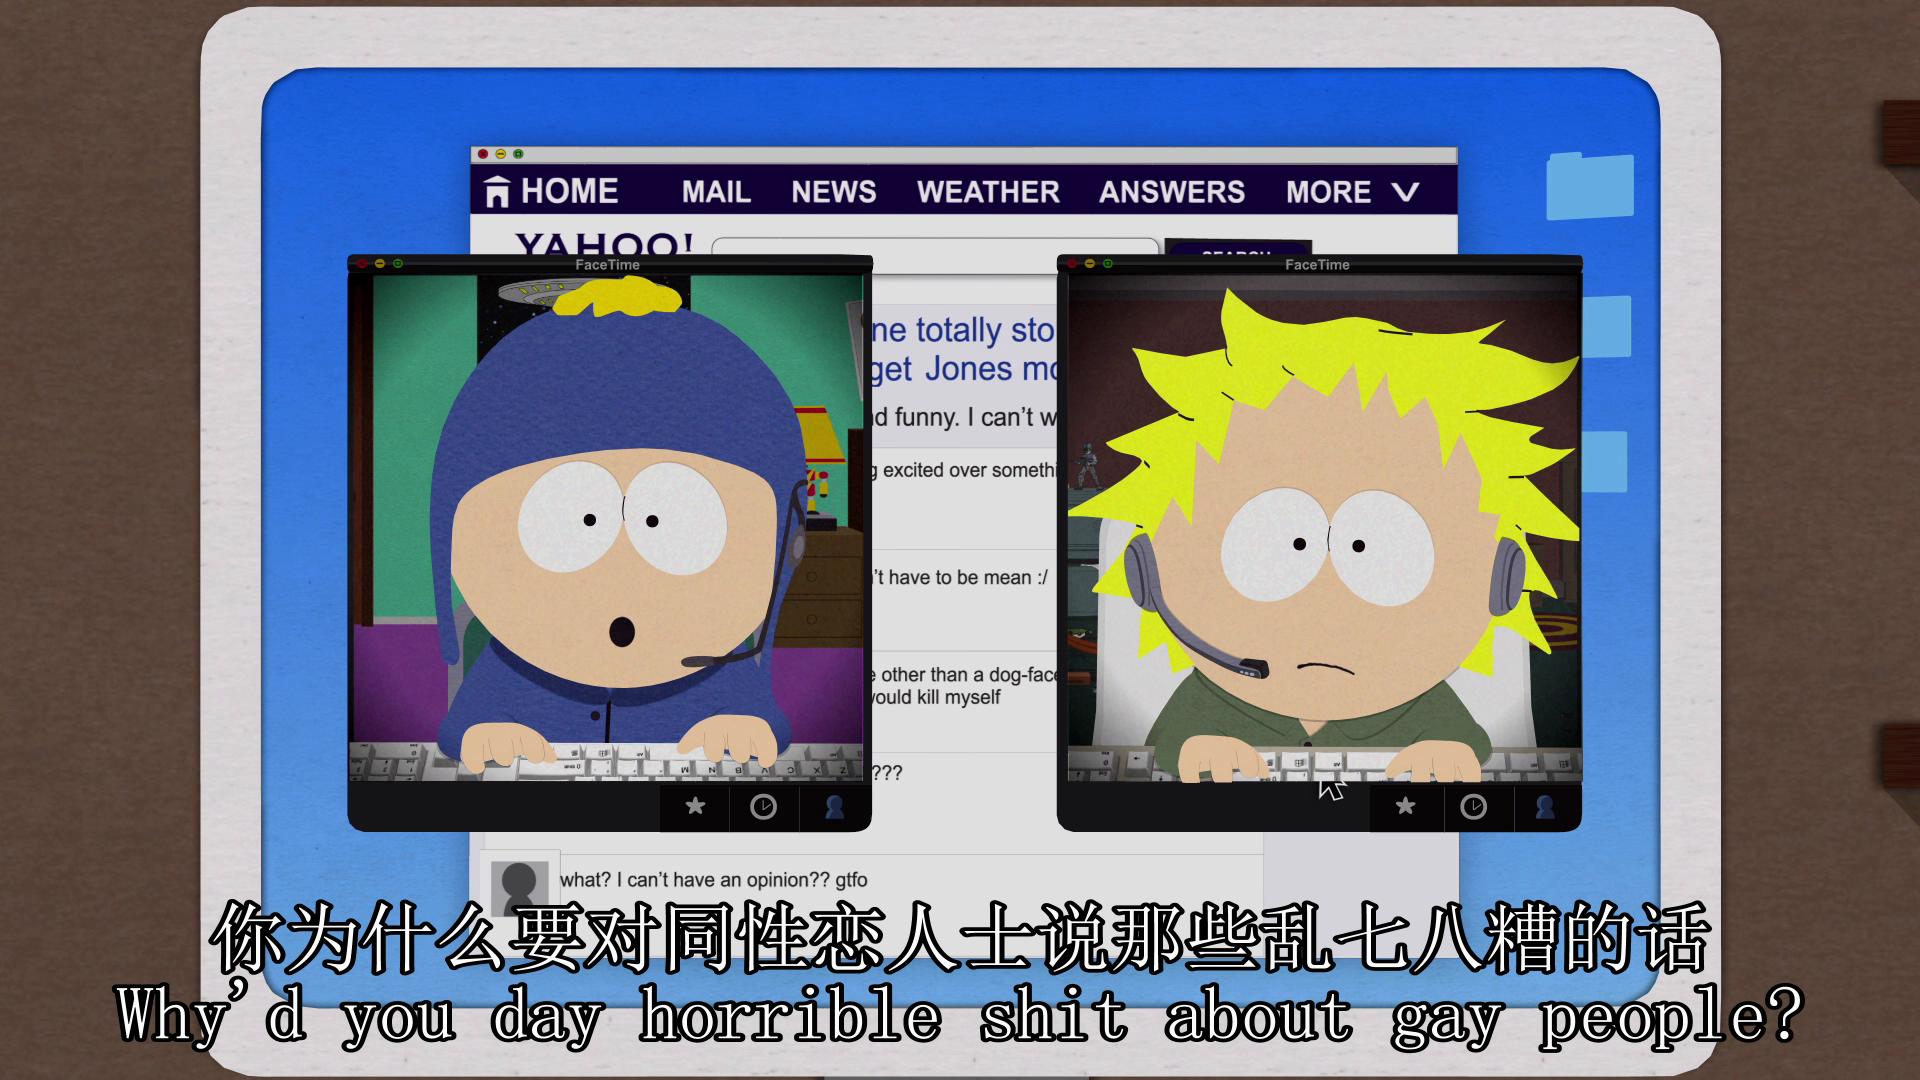 HOME MAIL NEWS WEATHER ANSWERS MORE
YAHOO! SEARCH
FaceTime
FaceTime
ne totally sto
get Jones mo
d funny. I can't w
g excited over somethi
't have to be mean :/
e other than a dog-face
would kill myself
???
what? I can't have an opinion?? gtfo
你为什么要对同性恋人士说那些乱七八糟的话
Why'd you day horrible shit about gay people?